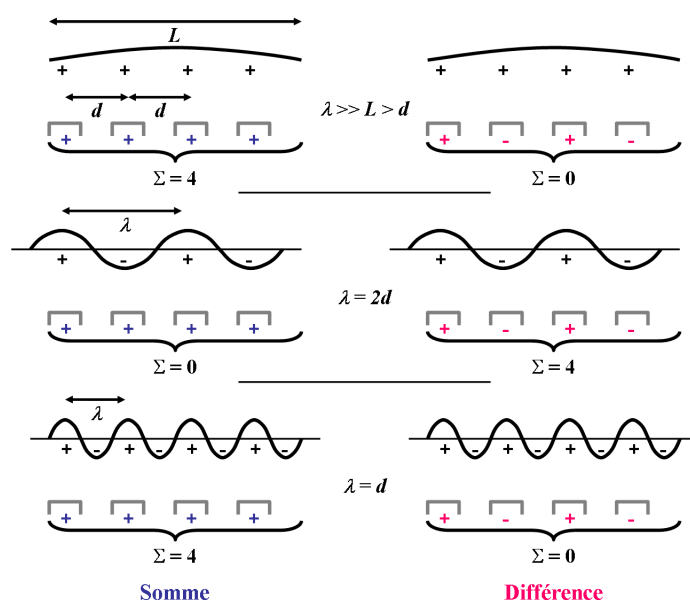 L
+ + + + + + + +
d d λ >> L > d
+ + + + + - + -
Σ = 4 Σ = 0
λ
+ - + - + - + -
λ = 2d
+ + + + + - + -
Σ = 0 Σ = 4
λ
+ - + - + - + - + - + - + - + -
λ = d
+ + + + + - + -
Σ = 4 Σ = 0
Somme Différence